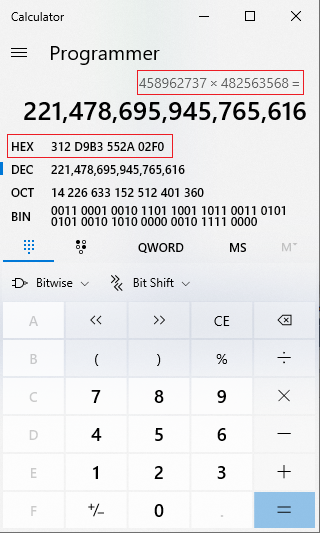 Calculator
Programmer
458962737 × 482563568 =
221,478,695,945,765,616
HEX 312 D9B3 552A 02F0
DEC 221,478,695,945,765,616
OCT 14 226 633 152 512 401 360
BIN 0011 0001 0010 1101 1001 1011 0011 0101
0101 0010 1010 0000 0010 1111 0000
QWORD MS M˅
Bitwise Bit Shift
A << >> CE
B ( ) % ÷
C 7 8 9 ×
D 4 5 6 −
E 1 2 3 +
F +/− 0 . =